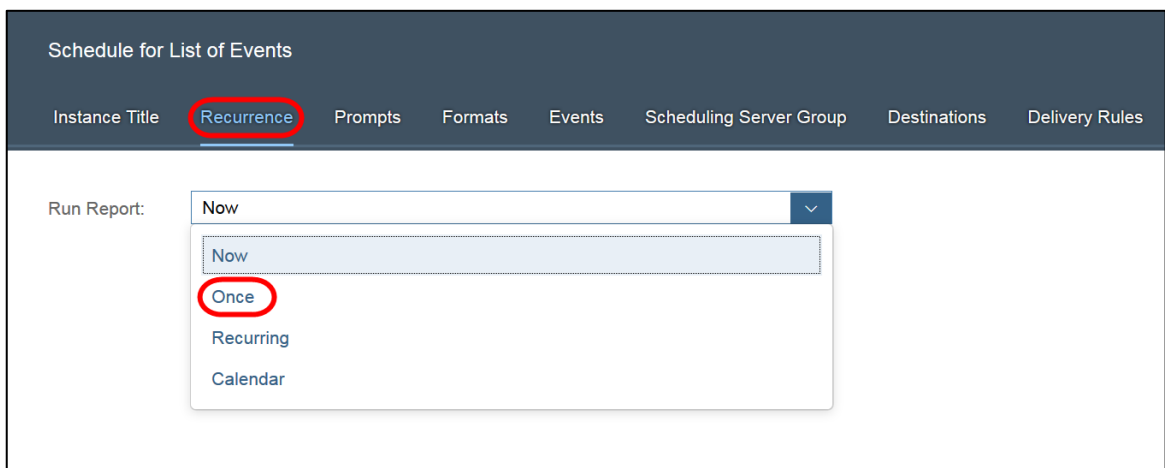 Schedule for List of Events
Instance Title Recurrence Prompts Formats Events Scheduling Server Group Destinations Delivery Rules
Run Report: Now
Now
Once
Recurring
Calendar